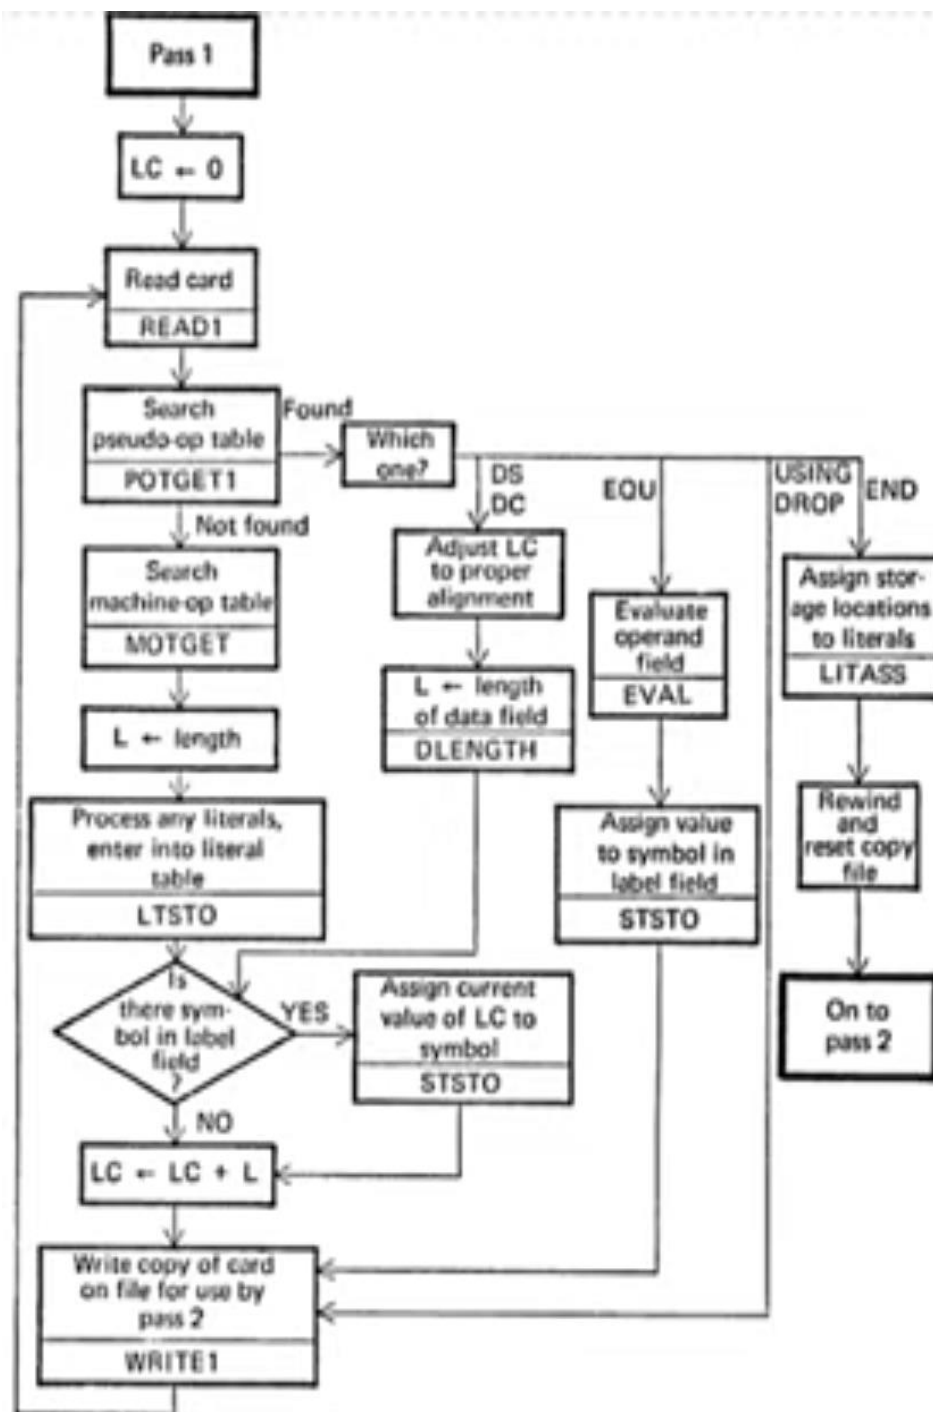 Pass 1
LC ← 0
Read card
READ1
Search
pseudo-op table
POTGET1
Found
Not found
Which
one?
DS
DC
EQU
USING
DROP
END
Search
machine-op table
MOTGET
L ← length
Process any literals,
enter into literal
table
LTSTO
Adjust LC
to proper
alignment
L ← length
of data field
DLENGTH
Evaluate
operand
field
EVAL
Assign value
to symbol in
label field
STSTO
Assign stor-
age locations
to literals
LITASS
Rewind
and
reset copy
file
On to
pass 2
Is
there sym-
bol in label
field
?
YES
NO
Assign current
value of LC to
symbol
STSTO
LC ← LC + L
Write copy of card
on file for use by
pass 2
WRITE1